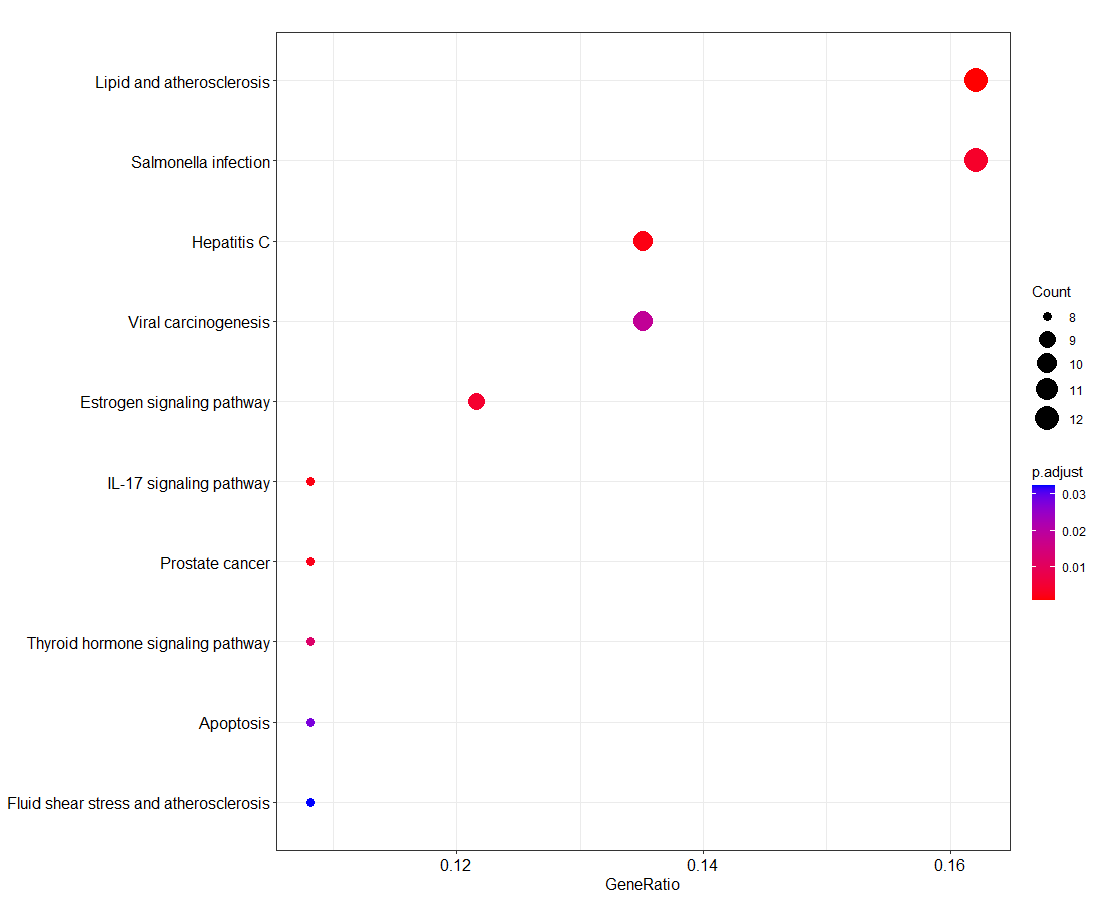 Lipid and atherosclerosis
Salmonella infection
Hepatitis C
Viral carcinogenesis
Estrogen signaling pathway
IL-17 signaling pathway
Prostate cancer
Thyroid hormone signaling pathway
Apoptosis
Fluid shear stress and atherosclerosis
0.12
0.14
0.16
GeneRatio
Count
8
9
10
11
12
p.adjust
0.03
0.02
0.01